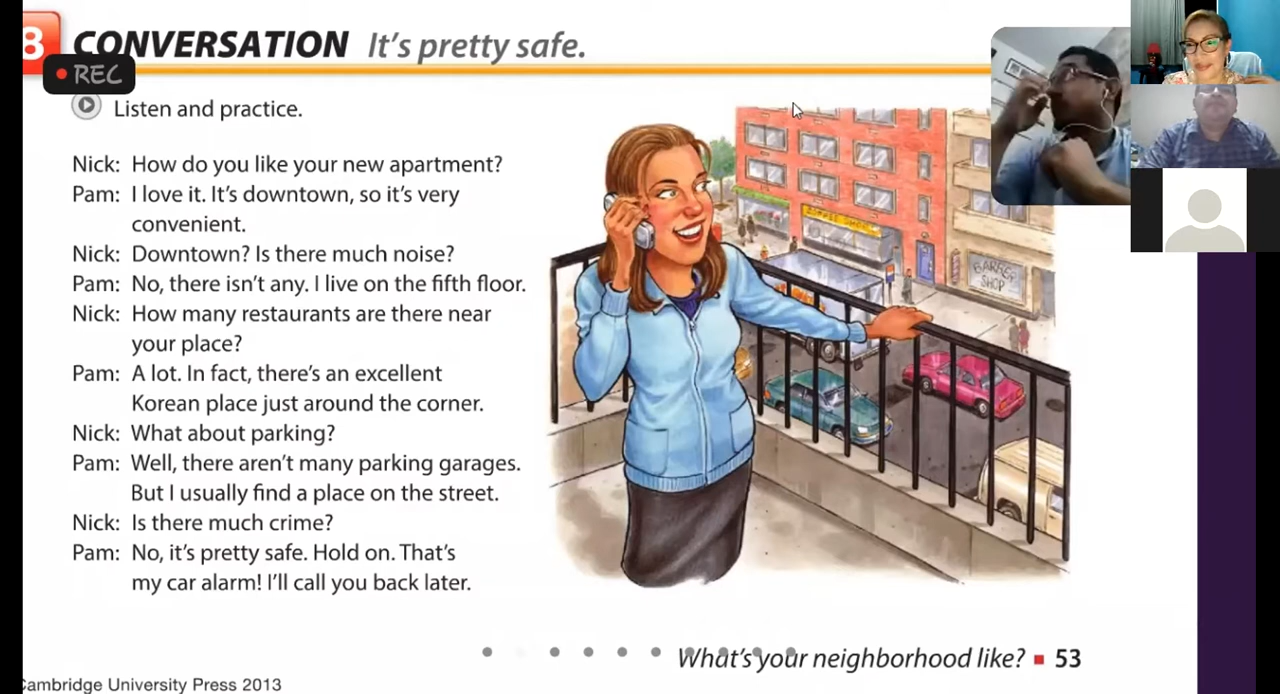 8 CONVERSATION It's pretty safe.
REC
Listen and practice.
Nick: How do you like your new apartment?
Pam: I love it. It's downtown, so it's very
convenient.
Nick: Downtown? Is there much noise?
Pam: No, there isn't any. I live on the fifth floor.
Nick: How many restaurants are there near
your place?
Pam: A lot. In fact, there's an excellent
Korean place just around the corner.
Nick: What about parking?
Pam: Well, there aren't many parking garages.
But I usually find a place on the street.
Nick: Is there much crime?
Pam: No, it's pretty safe. Hold on. That's
my car alarm! I'll call you back later.
BARBER
SHOP
What's your neighborhood like? 53
Cambridge University Press 2013